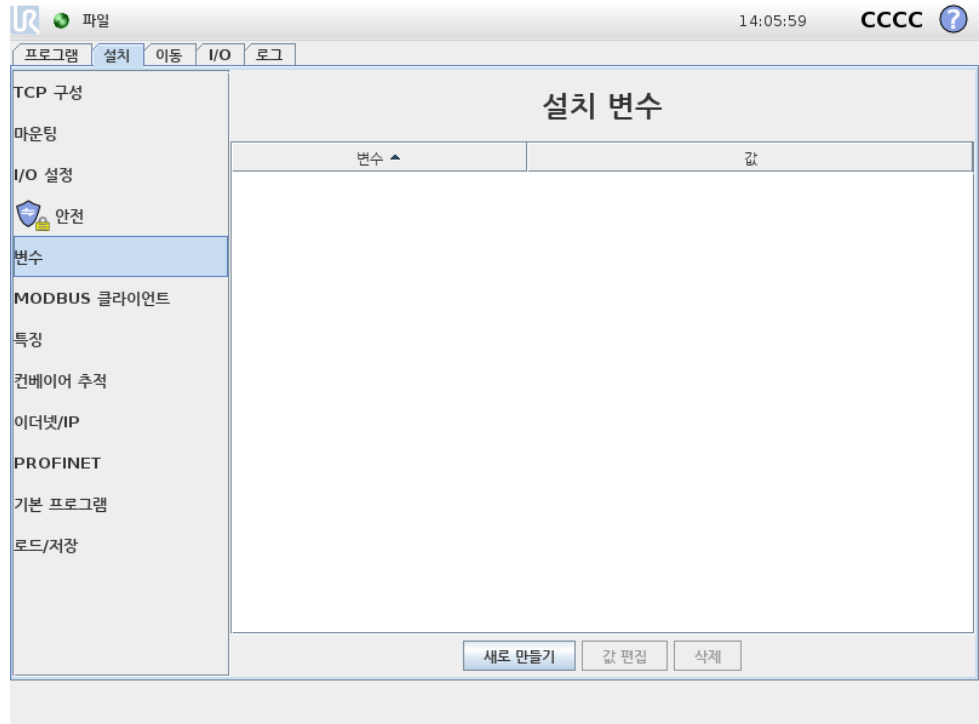 UR 파일 14:05:59 CCCC ?
프로그램 설치 이동 I/O 로그
TCP 구성
마운팅
I/O 설정
안전
변수
MODBUS 클라이언트
특징
컨베이어 추적
이더넷/IP
PROFINET
기본 프로그램
로드/저장
설치 변수
변수 값
새로 만들기 값 편집 삭제